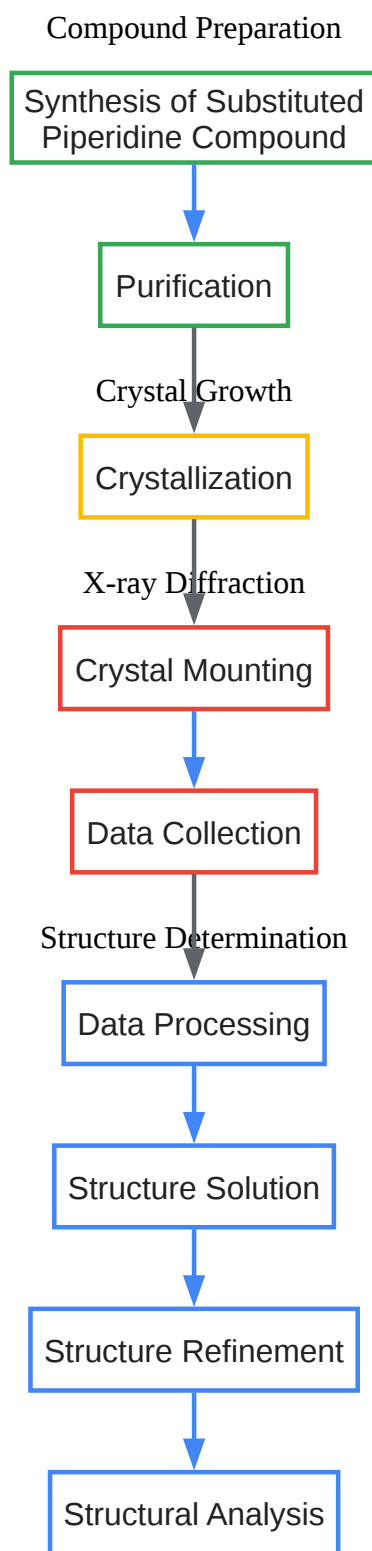 Compound Preparation
Synthesis of Substituted
Piperidine Compound
Purification
Crystal Growth
Crystallization
X-ray Diffraction
Crystal Mounting
Data Collection
Structure Determination
Data Processing
Structure Solution
Structure Refinement
Structural Analysis